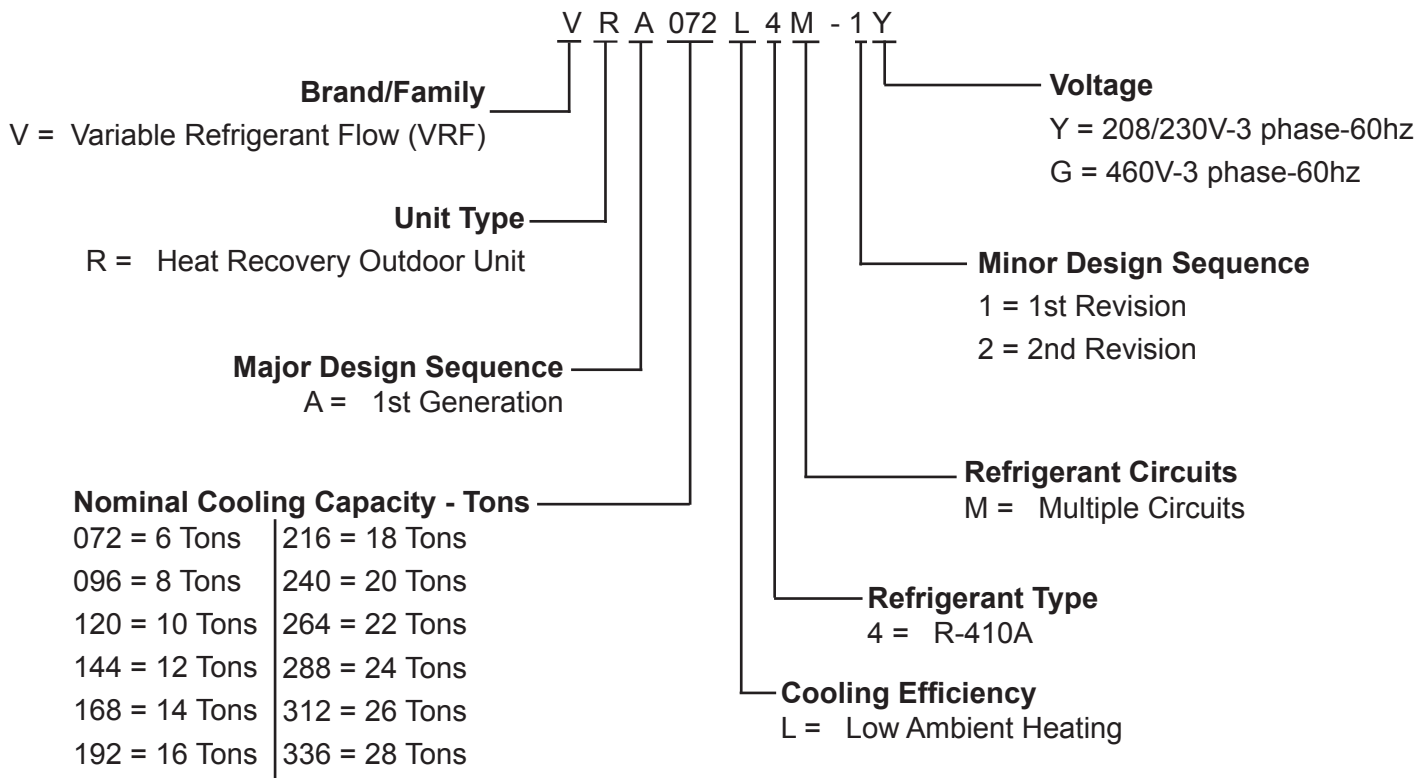 V R A 072 L 4 M - 1 Y
Brand/Family
V = Variable Refrigerant Flow (VRF)
Unit Type
R = Heat Recovery Outdoor Unit
Major Design Sequence
A = 1st Generation
Nominal Cooling Capacity - Tons
072 = 6 Tons 216 = 18 Tons
096 = 8 Tons 240 = 20 Tons
120 = 10 Tons 264 = 22 Tons
144 = 12 Tons 288 = 24 Tons
168 = 14 Tons 312 = 26 Tons
192 = 16 Tons 336 = 28 Tons
Voltage
Y = 208/230V-3 phase-60hz
G = 460V-3 phase-60hz
Minor Design Sequence
1 = 1st Revision
2 = 2nd Revision
Refrigerant Circuits
M = Multiple Circuits
Refrigerant Type
4 = R-410A
Cooling Efficiency
L = Low Ambient Heating